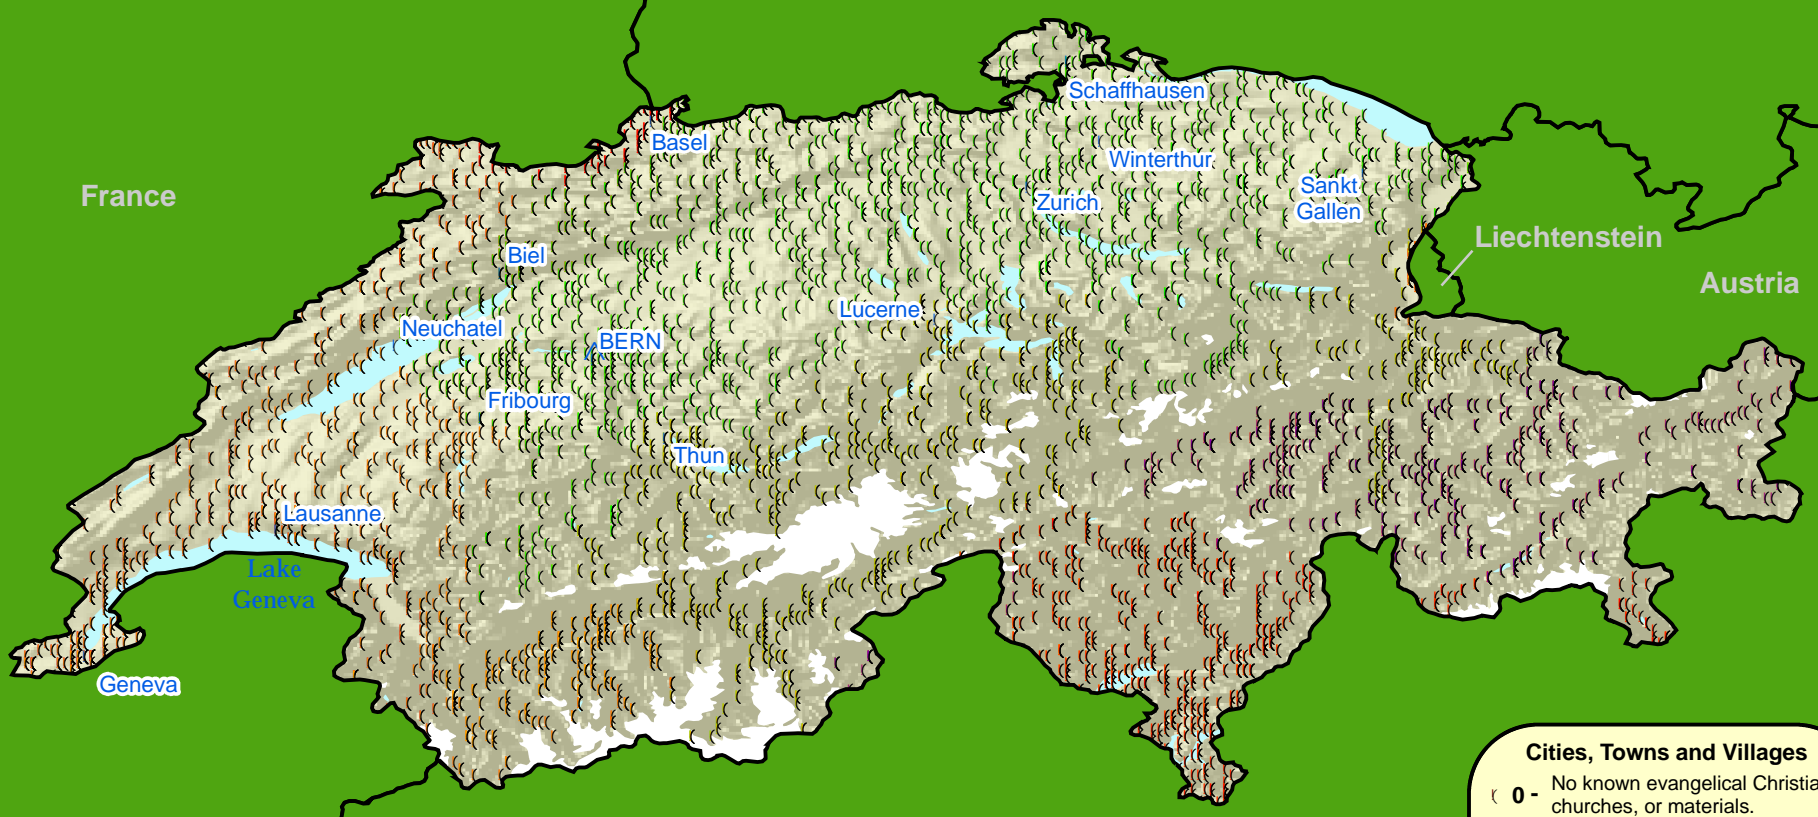 Schaffhausen
Basel
Winterthur
France
Sankt
Gallen
Zurich
Liechtenstein
Biel
Austria
Lucerne
Neuchatel
BERN
Fribourg
Thun
Lausanne
Lake
Geneva
Geneva
Cities, Towns and Villages
0 - No known evangelical Christia
churches, or materials.